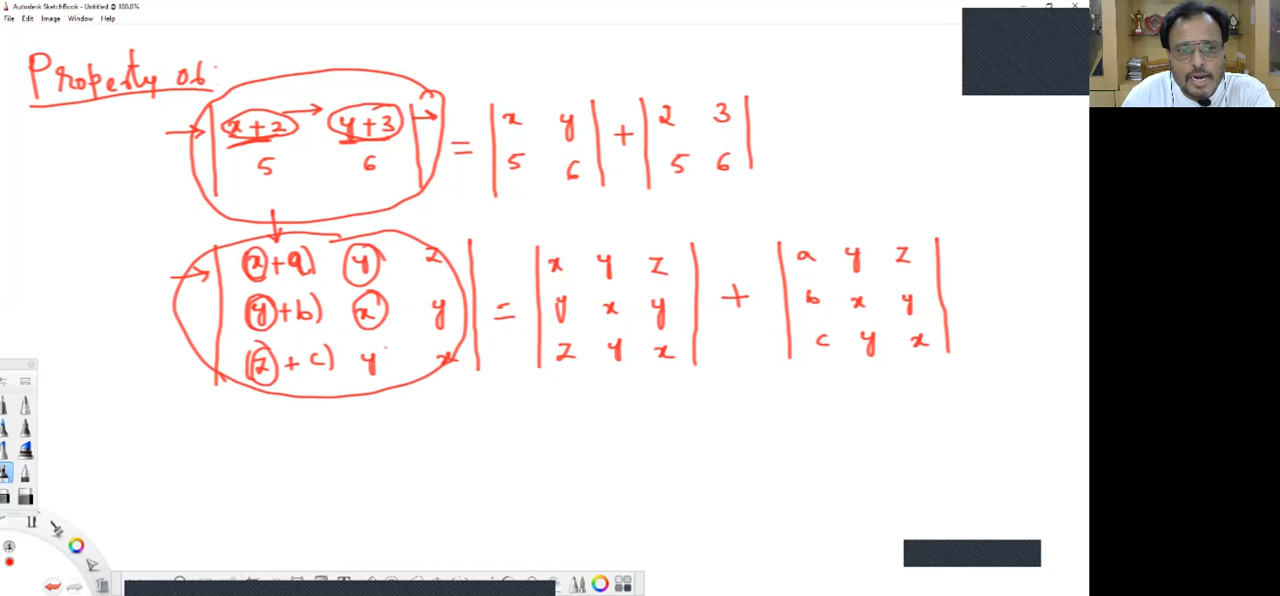 Autodesk SketchBook - Untitled @ 100.0%
File Edit Image Window Help
Property of:
| x+2 y+3 | = | x y | + | 2 3 |
| 5 6 | | 5 6 | | 5 6 |
| x+a) y z | = | x y z | + | a y z |
| y+b) x y | | y x y | | b x y |
| (z+c) y x | | z y x | | c y x |